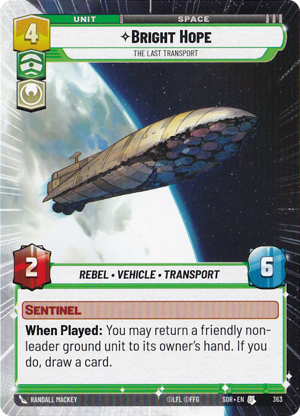 UNIT SPACE
4
✧BRIGHT HOPE
THE LAST TRANSPORT
2
6
REBEL • VEHICLE • TRANSPORT
SENTINEL
When Played: You may return a friendly non-
leader ground unit to its owner's hand. If you
do, draw a card.
RANDALL MACKEY ©LFL ©FFG SOR • EN 363